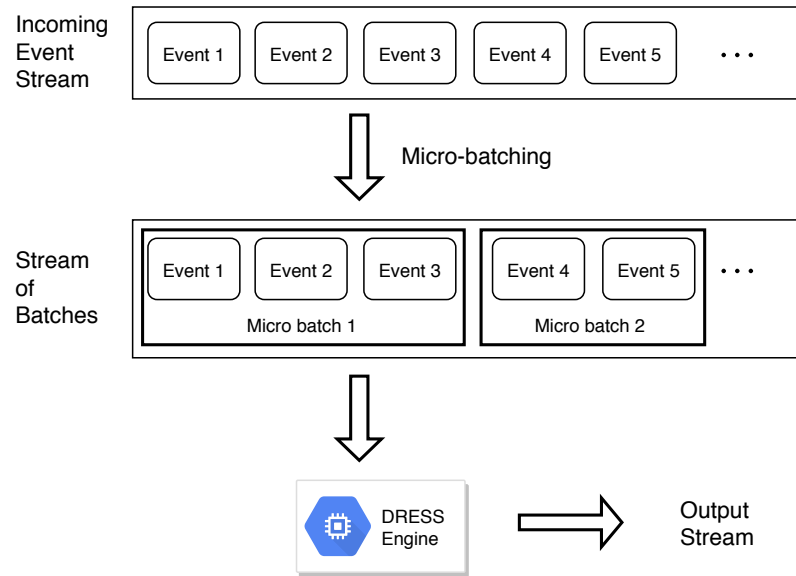 Incoming
Event
Stream
Event 1
Event 2
Event 3
Event 4
Event 5
...
Micro-batching
Stream
of
Batches
Event 1
Event 2
Event 3
Micro batch 1
Event 4
Event 5
Micro batch 2
...
DRESS
Engine
Output
Stream